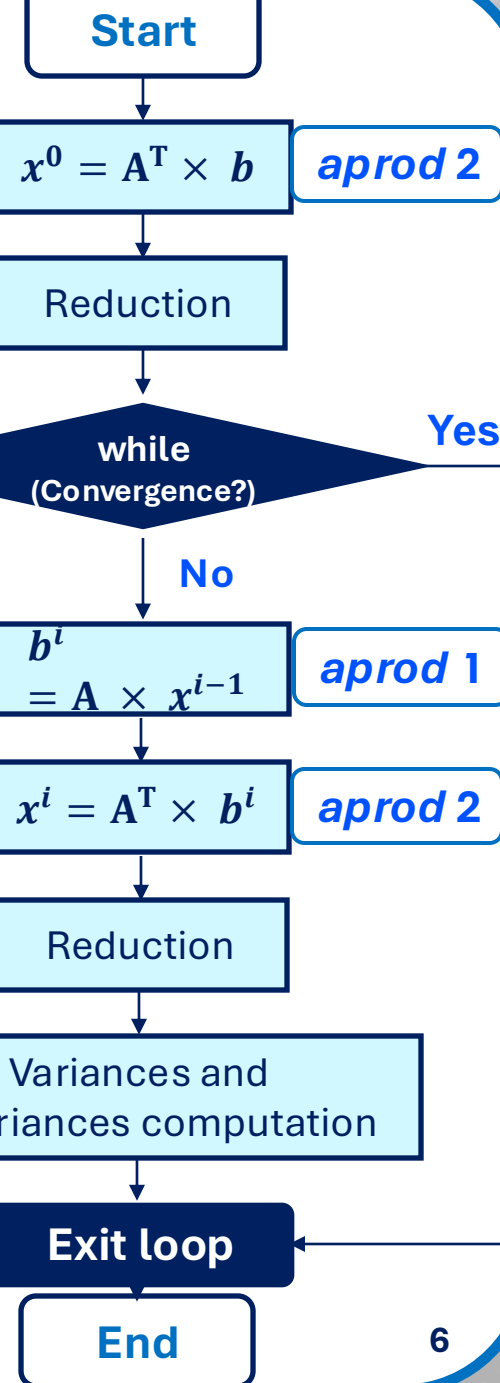 Start
x⁰ = Aᵀ × b
aprod 2
Reduction
while
(Convergence?)
Yes
No
bⁱ
= A × xⁱ⁻¹
aprod 1
xⁱ = Aᵀ × bⁱ
aprod 2
Reduction
Variances and
riances computation
Exit loop
End
6